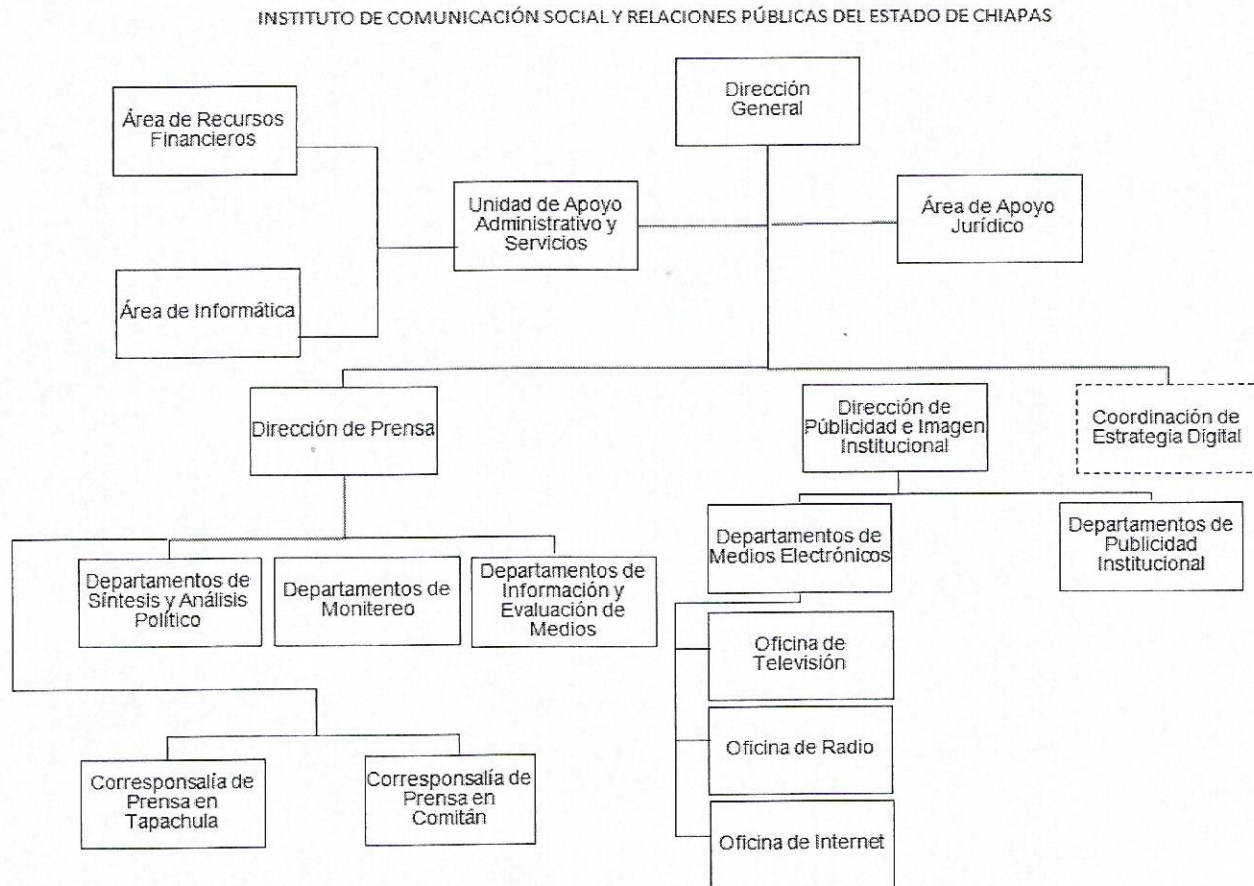 INSTITUTO DE COMUNICACIÓN SOCIAL Y RELACIONES PÚBLICAS DEL ESTADO DE CHIAPAS
Dirección
General
Área de Recursos
Financieros
Unidad de Apoyo
Administrativo y
Servicios
Área de Apoyo
Jurídico
Área de Informática
Dirección de Prensa
Dirección de
Públicidad e Imagen
Institucional
Coordinación de
Estrategia Digital
Departamentos de
Síntesis y Análisis
Político
Departamentos de
Monitereo
Departamentos de
Información y
Evaluación de
Medios
Departamentos de
Medios Electrónicos
Departamentos de
Publicidad
Institucional
Oficina de
Televisión
Oficina de Radio
Oficina de Internet
Corresponsalía de
Prensa en
Tapachula
Corresponsalía de
Prensa en
Comitán